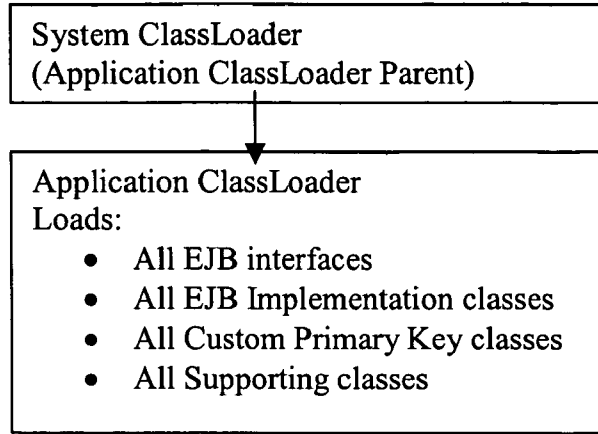 System ClassLoader
(Application ClassLoader Parent)
Application ClassLoader
Loads:
• All EJB interfaces
• All EJB Implementation classes
• All Custom Primary Key classes
• All Supporting classes